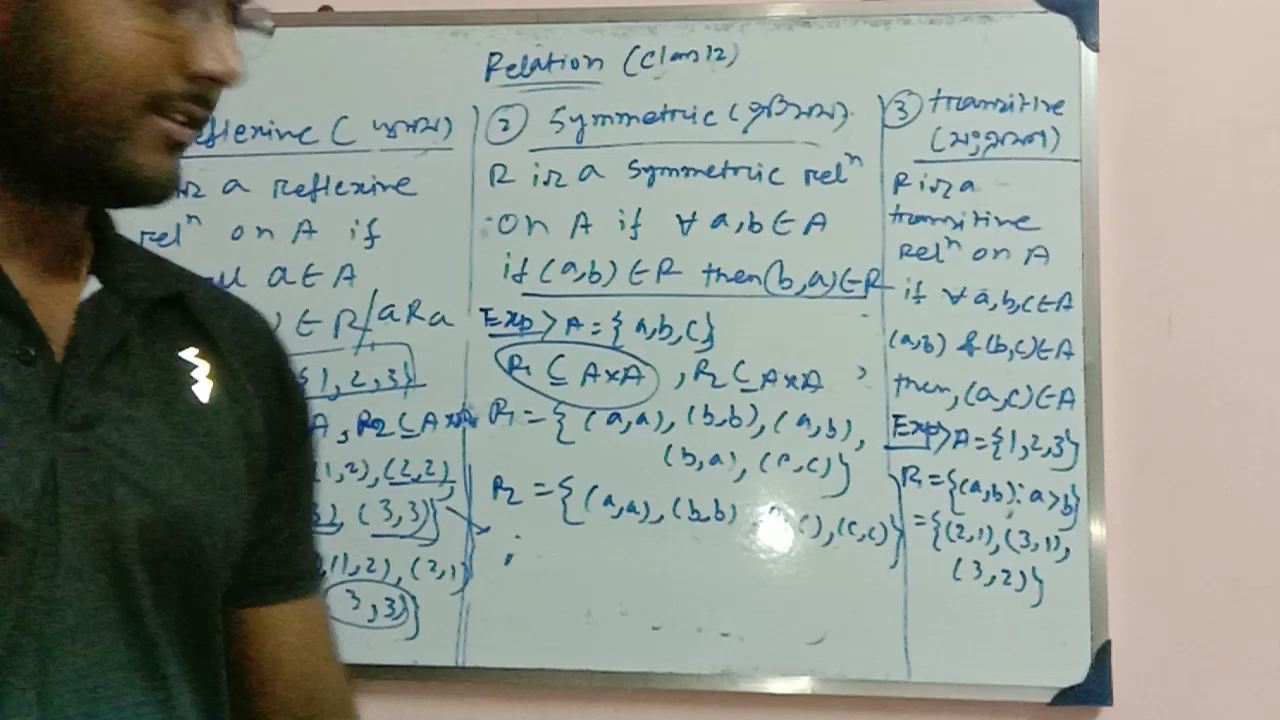 Relation (Class 12)
eflexive (
is a reflexive
relⁿ on A if
a ∈ A
) ∈ R / aRa
{1, 2, 3}
A, R2 ⊆ A×A
(1,2), (2,2),
3), (3,3)}
(1,2), (2,1)
3,3)}
② Symmetric (
R is a symmetric relⁿ
on A if ∀ a,b ∈ A
if (a,b) ∈ R then (b,a) ∈ R
Exp> A = {a,b,c}
R1 ⊆ A×A, R2 ⊆ A×A
R1 = {(a,a), (b,b), (a,b),
(b,a), (c,c)}
R2 = {(a,a), (b,b) ), (c,c)}
③ transitive
R is a
transitive
Relⁿ on A
if ∀ a,b,c ∈ A
(a,b) & (b,c) ∈ A
then, (a,c) ∈ A
Exp> A = {1,2,3}
R1 = {(a,b): a>b}
= {(2,1), (3,1),
(3,2)}